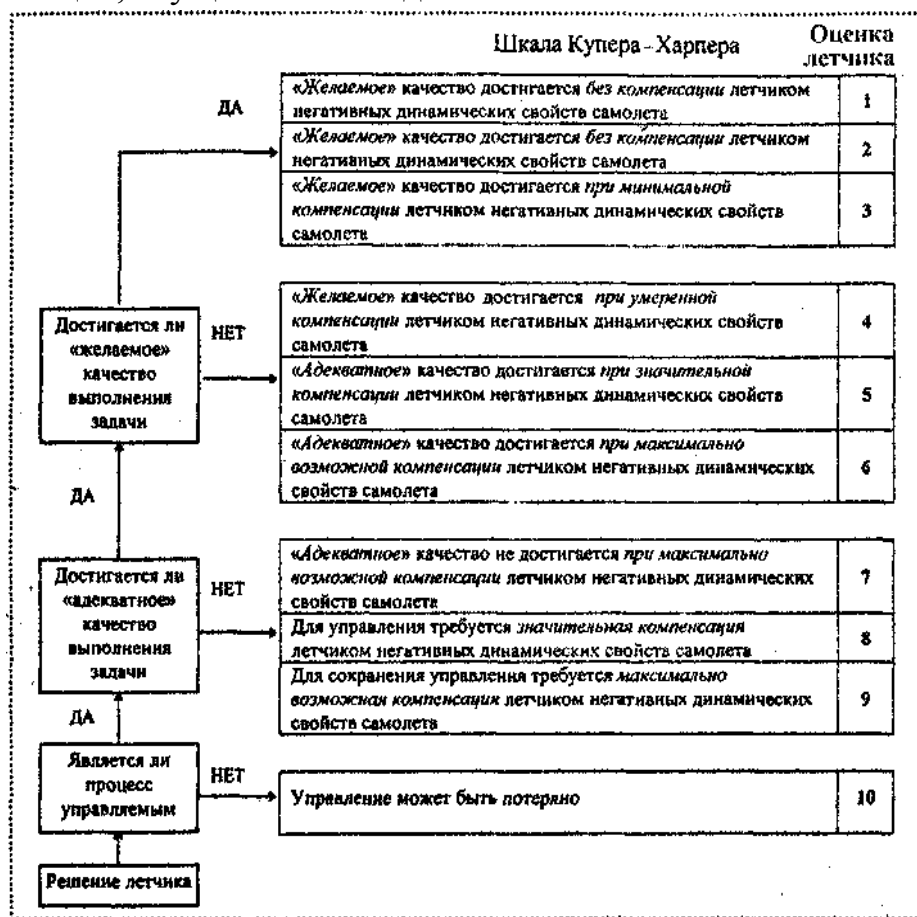 Шкала Купера-Харпера
Оценка
летчика
ДА
«Желаемое» качество достигается без компенсации летчиком
негативных динамических свойств самолета
1
«Желаемое» качество достигается без компенсации летчиком
негативных динамических свойств самолета
2
«Желаемое» качество достигается при минимальной
компенсации летчиком негативных динамических свойств
самолета
3
Достигается ли
«желаемое»
качество
выполнения
задачи
НЕТ
«Желаемое» качество достигается при умеренной
компенсации летчиком негативных динамических свойств
самолета
4
«Адекватное» качество достигается при значительной
компенсации летчиком негативных динамических свойств
самолета
5
«Адекватное» качество достигается при максимально
возможной компенсации летчиком негативных динамических
свойств самолета
6
ДА
Достигается ли
«адекватное»
качество
выполнения
задачи
НЕТ
«Адекватное» качество не достигается при максимально
возможной компенсации летчиком негативных динамических
свойств самолета
7
Для управления требуется значительная компенсация
летчиком негативных динамических свойств самолета
8
Для сохранения управления требуется максимально
возможная компенсация летчиком негативных динамических
свойств самолета
9
ДА
Является ли
процесс
управляемым
НЕТ
Управление может быть потеряно
10
Решение летчика